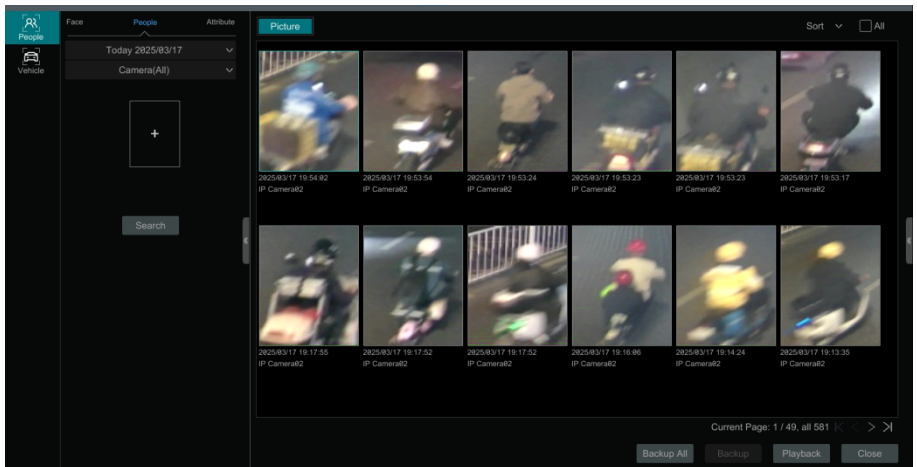 People
Vehicle
Face People Attribute
Today 2025/03/17
Camera(All)
+
Search
Picture
Sort All
2025/03/17 19:54:02 2025/03/17 19:53:54 2025/03/17 19:53:24 2025/03/17 19:53:23 2025/03/17 19:53:23 2025/03/17 19:53:17
IP Camera02 IP Camera02 IP Camera02 IP Camera02 IP Camera02 IP Camera02
2025/03/17 19:17:55 2025/03/17 19:17:52 2025/03/17 19:17:52 2025/03/17 19:16:06 2025/03/17 19:14:24 2025/03/17 19:13:35
IP Camera02 IP Camera02 IP Camera02 IP Camera02 IP Camera02 IP Camera02
Current Page: 1 / 49, all 581
Backup All Backup Playback Close